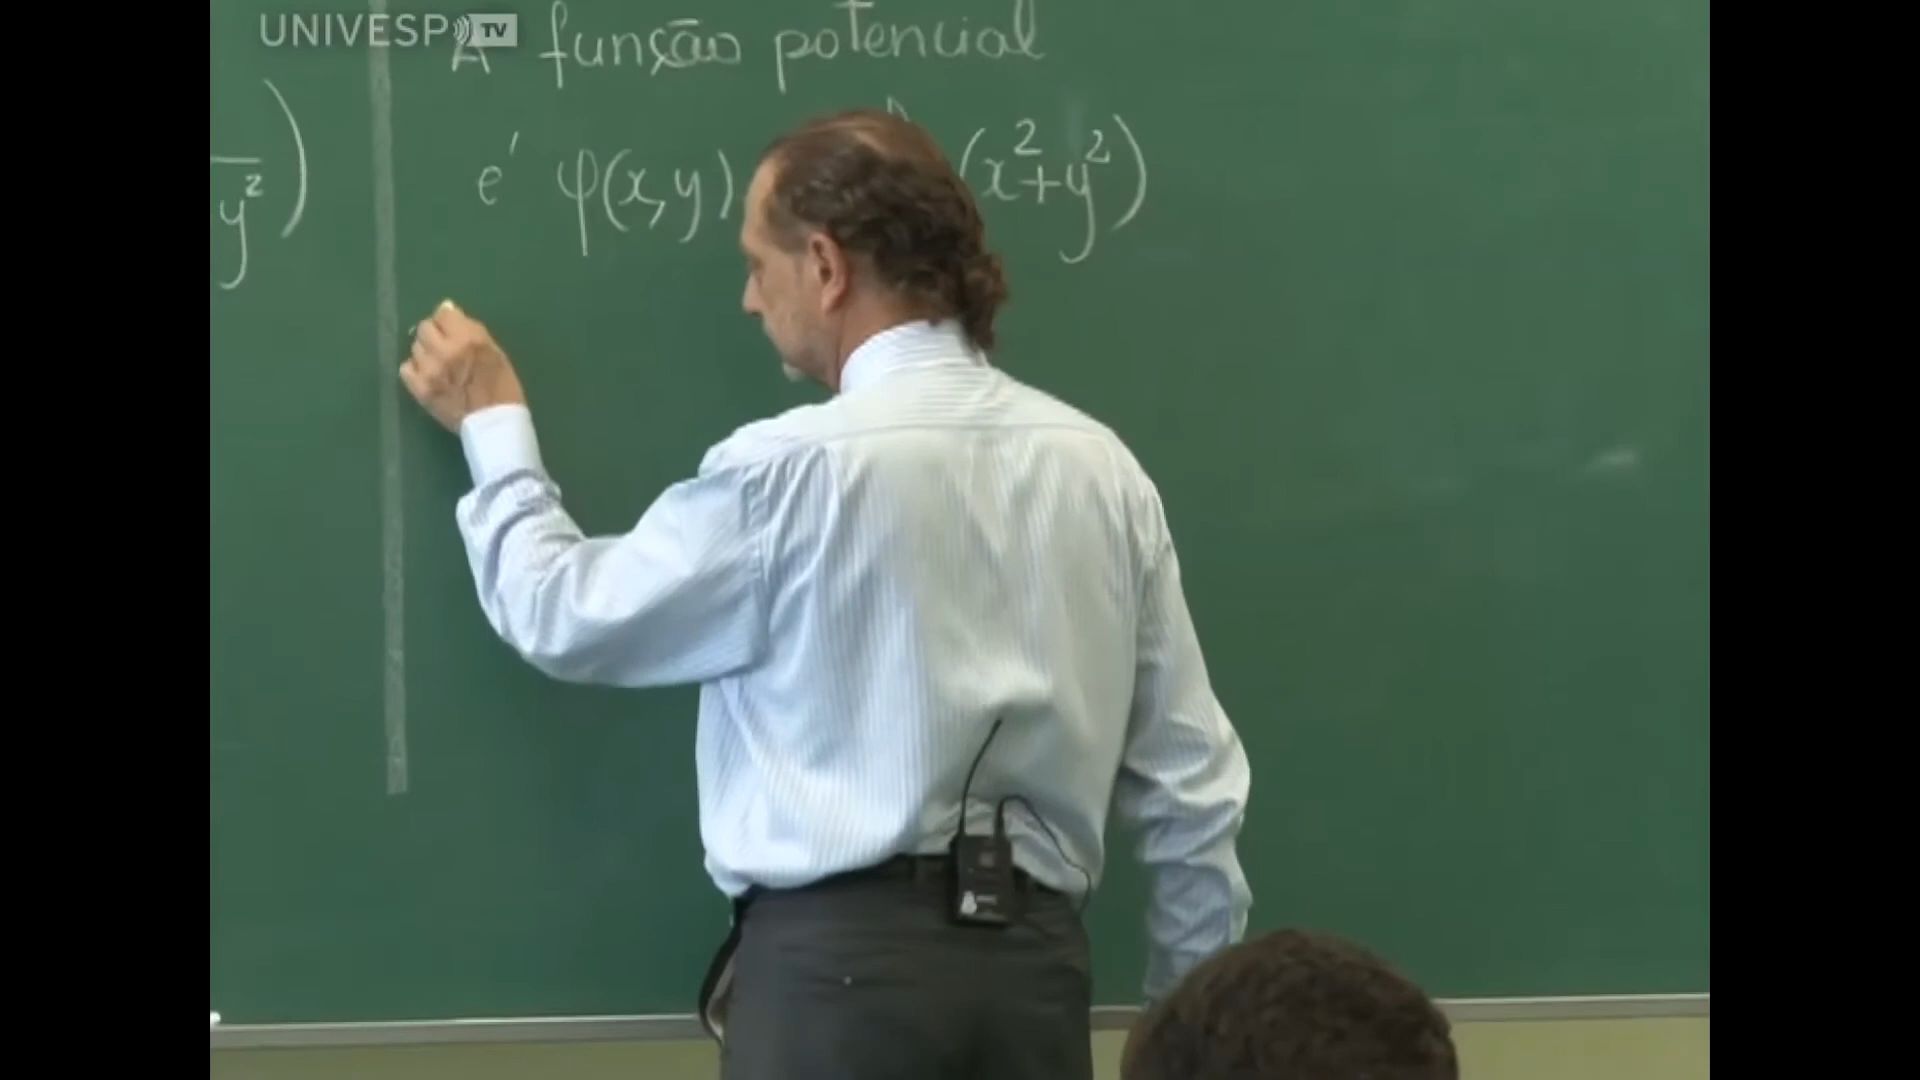 UNIVESP TV
A função potencial
é φ(x,y) (x²+y²)
y²)